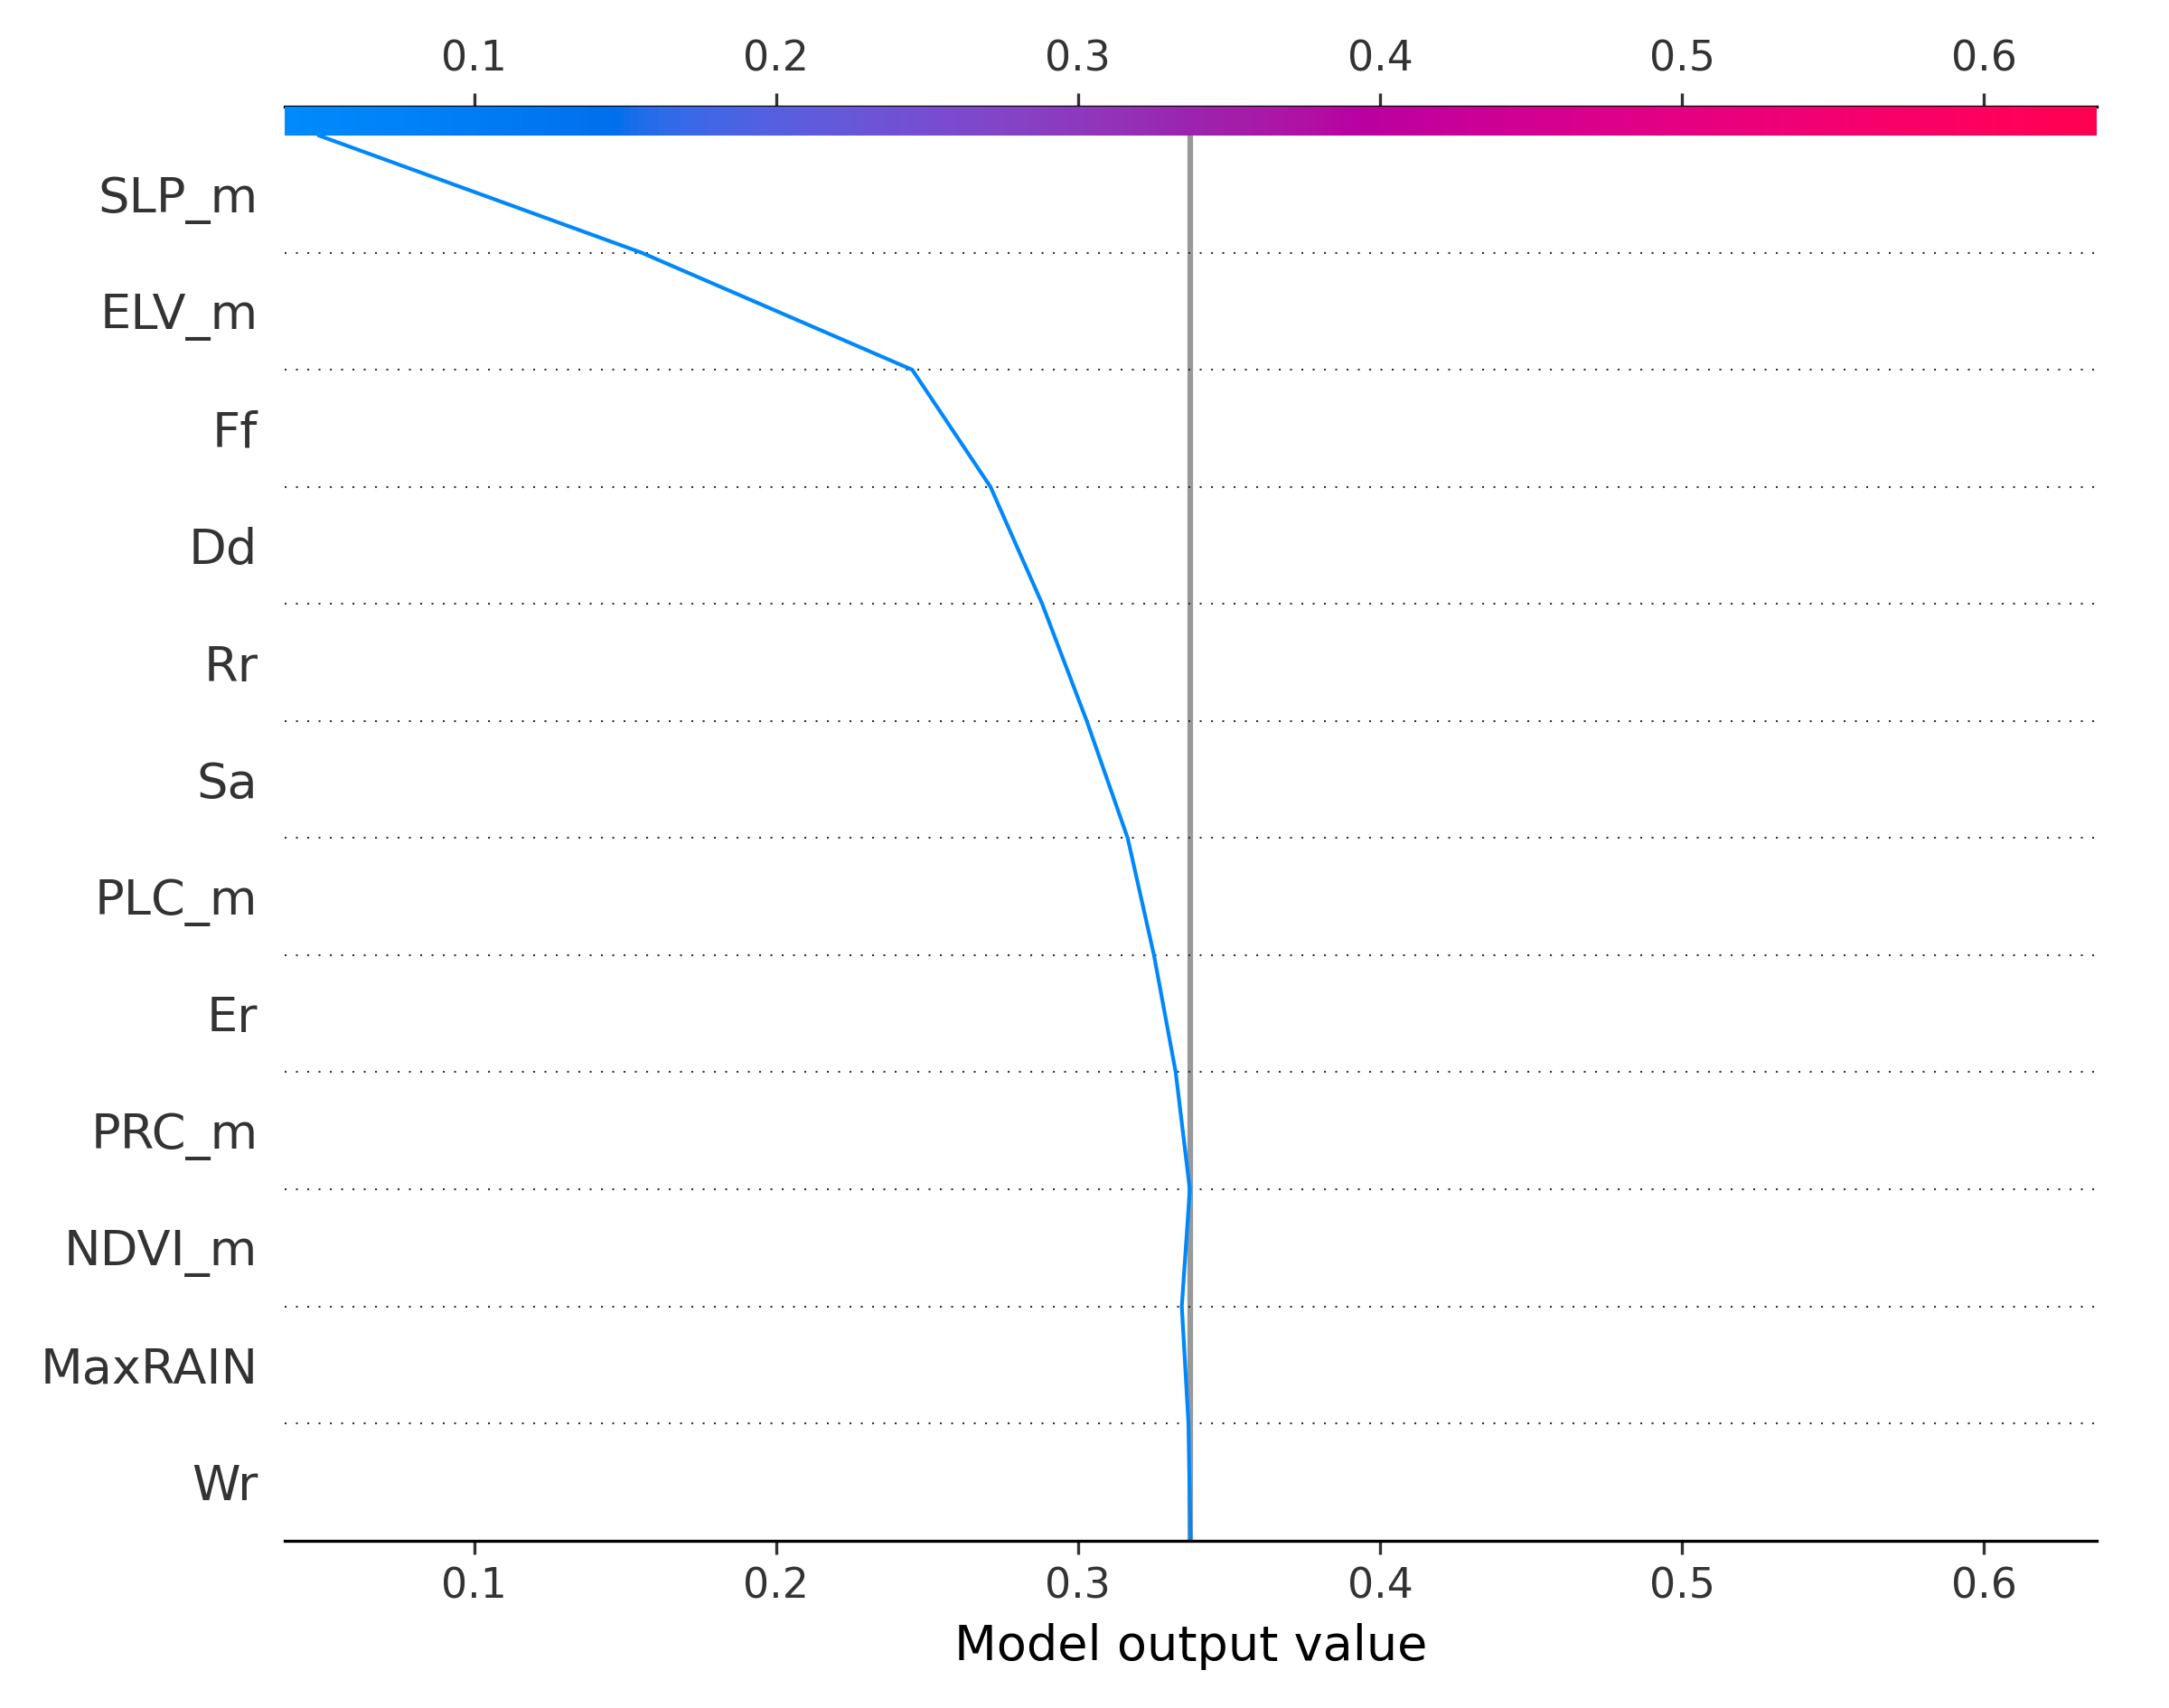 0.1 0.2 0.3 0.4 0.5 0.6
SLP_m
ELV_m
Ff
Dd
Rr
Sa
PLC_m
Er
PRC_m
NDVI_m
MaxRAIN
Wr
0.1 0.2 0.3 0.4 0.5 0.6
Model output value